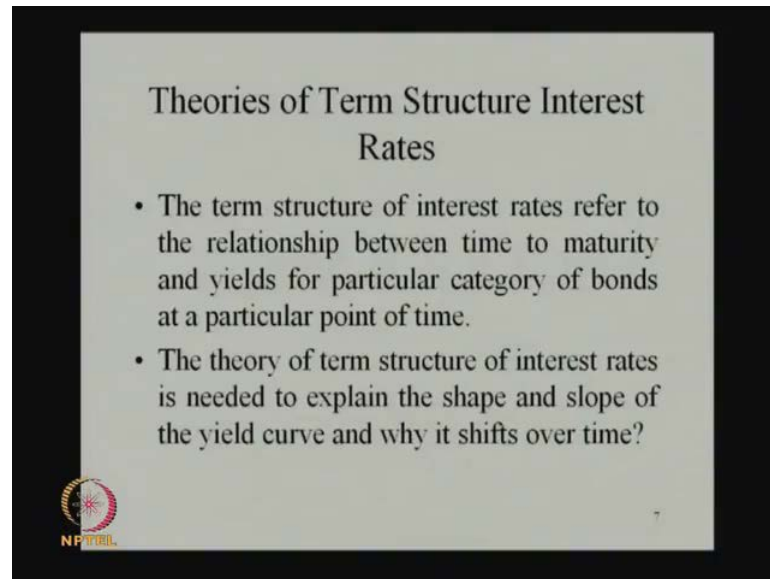 Theories of Term Structure Interest
Rates
• The term structure of interest rates refer to
the relationship between time to maturity
and yields for particular category of bonds
at a particular point of time.
• The theory of term structure of interest rates
is needed to explain the shape and slope of
the yield curve and why it shifts over time?
7
NPTEL